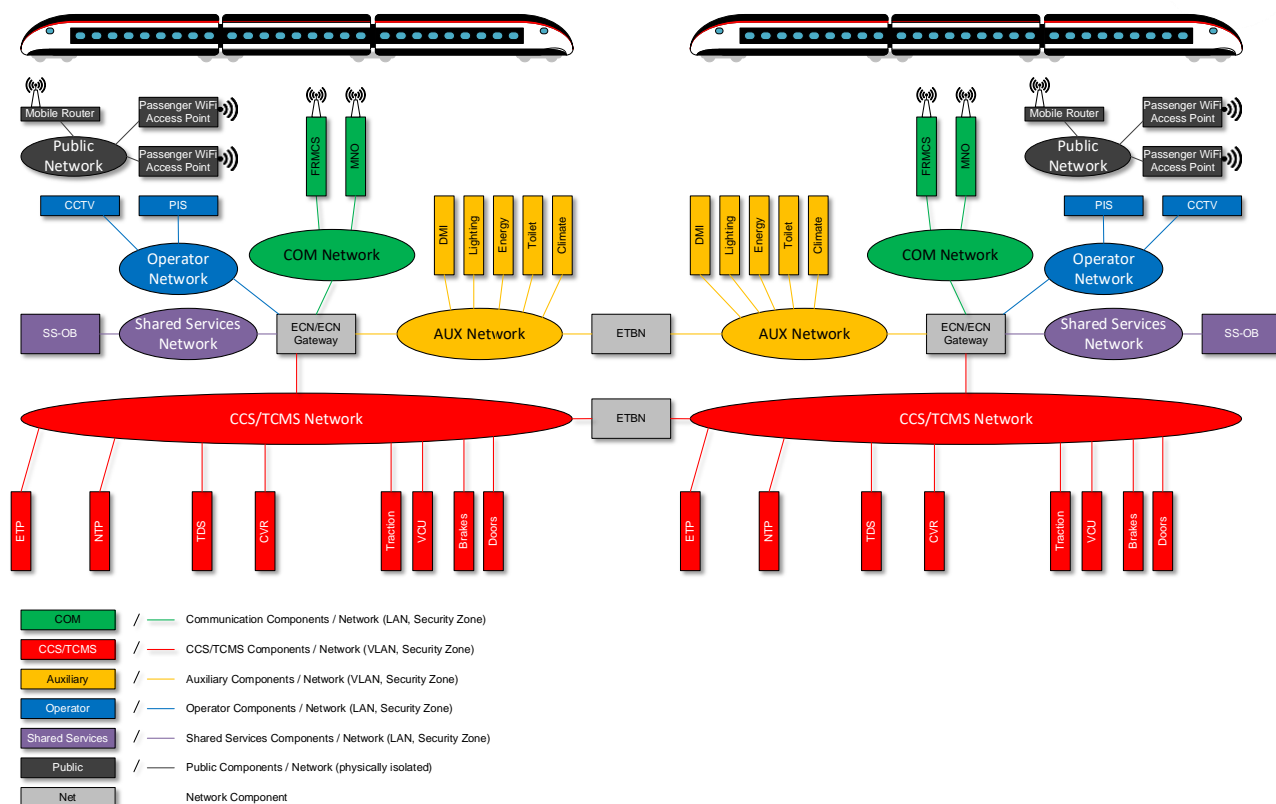 Mobile Router
Passenger WiFi
Access Point
Public
Network
Passenger WiFi
Access Point
FRMCS
MNO
CCTV
PIS
Operator
Network
COM Network
DMI
Lighting
Energy
Toilet
Climate
SS-OB
Shared Services
Network
ECN/ECN
Gateway
AUX Network
ETBN
CCS/TCMS Network
ETBN
ETP
NTP
TDS
CVR
Traction
VCU
Brakes
Doors
FRMCS
MNO
Mobile Router
Passenger WiFi
Access Point
Public
Network
Passenger WiFi
Access Point
DMI
Lighting
Energy
Toilet
Climate
COM Network
PIS
CCTV
Operator
Network
AUX Network
ECN/ECN
Gateway
Shared Services
Network
SS-OB
CCS/TCMS Network
ETP
NTP
TDS
CVR
Traction
VCU
Brakes
Doors
COM / Communication Components / Network (LAN, Security Zone)
CCS/TCMS / CCS/TCMS Components / Network (VLAN, Security Zone)
Auxiliary / Auxiliary Components / Network (VLAN, Security Zone)
Operator / Operator Components / Network (LAN, Security Zone)
Shared Services / Shared Services Components / Network (LAN, Security Zone)
Public / Public Components / Network (physically isolated)
Net Network Component